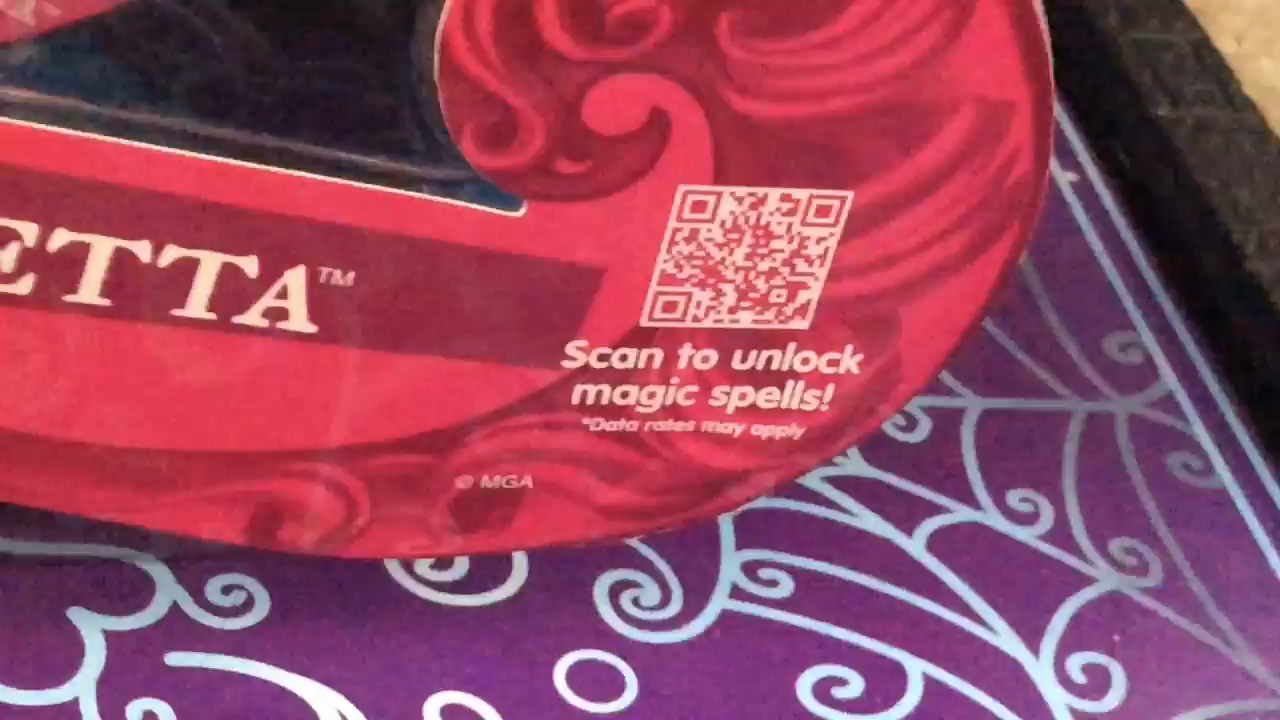 ETTA™
Scan to unlock
magic spells!
*Data rates may apply
© MGA